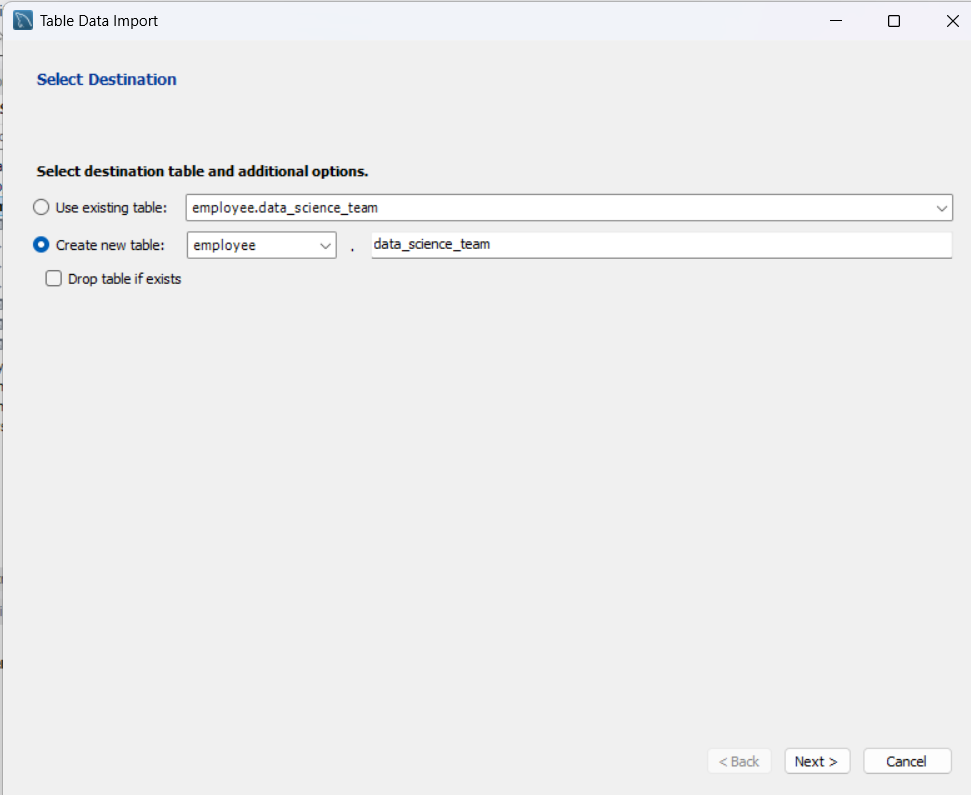 Table Data Import
Select Destination
Select destination table and additional options.
Use existing table: employee.data_science_team
Create new table: employee . data_science_team
Drop table if exists
< Back Next > Cancel